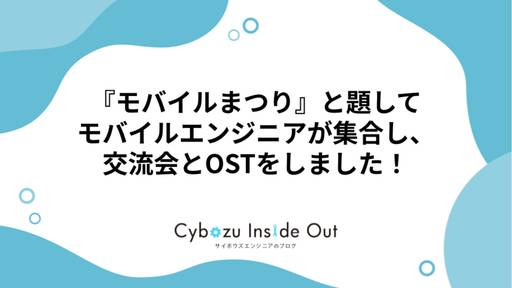 『モバイルまつり』と題して
モバイルエンジニアが集合し、
交流会とOSTをしました！
Cybozu Inside Out
サイボウズエンジニアのブログ